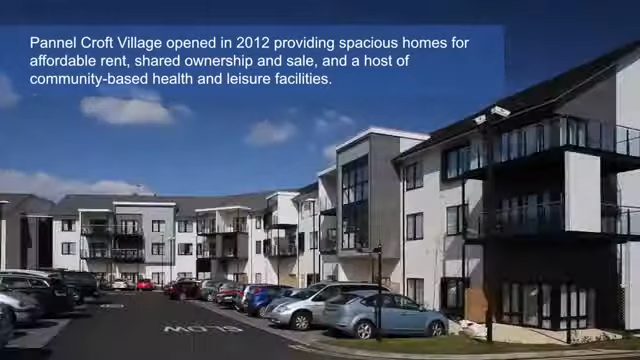 Pannel Croft Village opened in 2012 providing spacious homes for
affordable rent, shared ownership and sale, and a host of
community-based health and leisure facilities.
SLOW